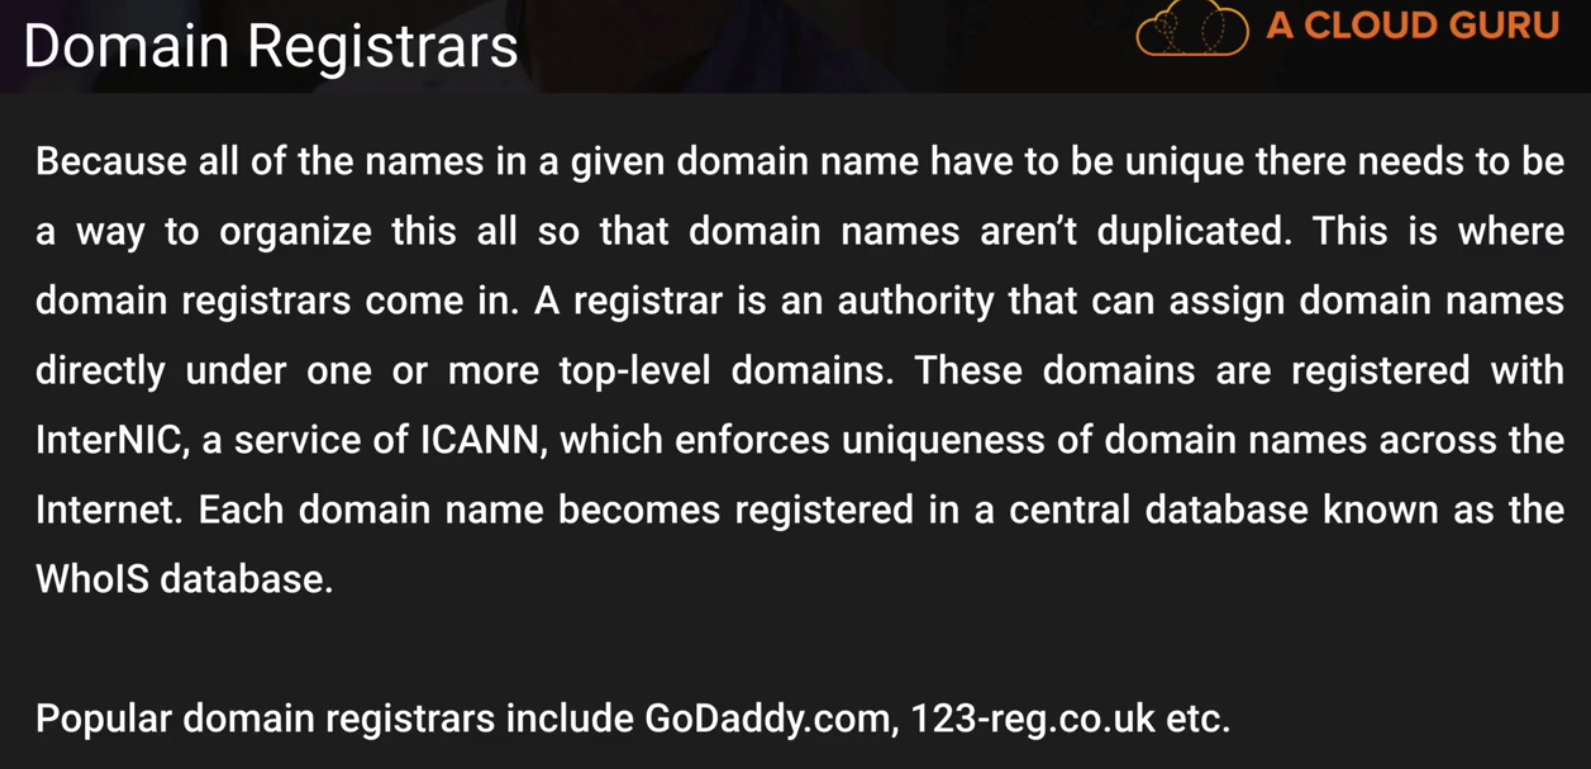 Domain Registrars
A CLOUD GURU
Because all of the names in a given domain name have to be unique there needs to be
a way to organize this all so that domain names aren’t duplicated. This is where
domain registrars come in. A registrar is an authority that can assign domain names
directly under one or more top-level domains. These domains are registered with
InterNIC, a service of ICANN, which enforces uniqueness of domain names across the
Internet. Each domain name becomes registered in a central database known as the
WhoIS database.
Popular domain registrars include GoDaddy.com, 123-reg.co.uk etc.